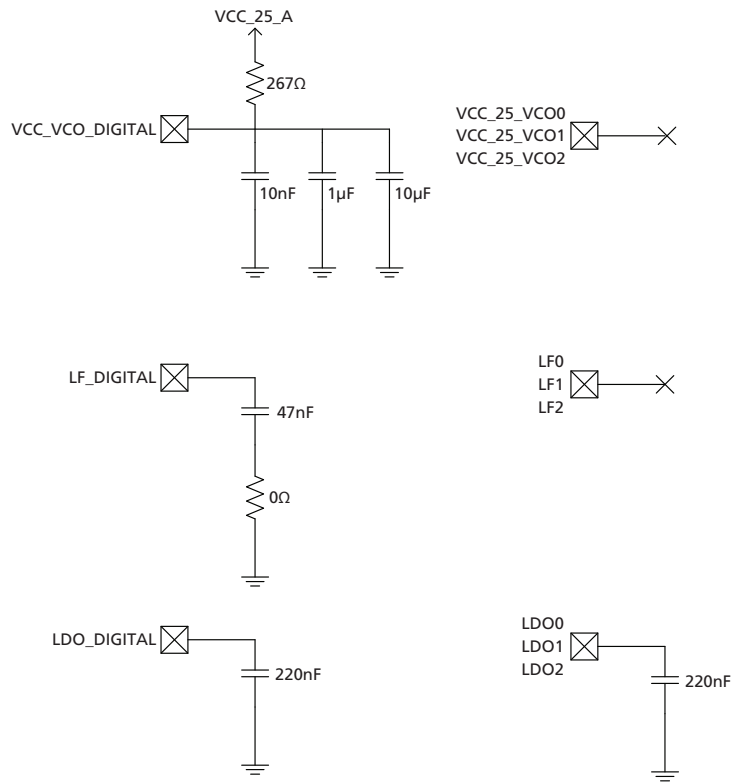 VCC_25_A
267Ω
VCC_VCO_DIGITAL
10nF
1µF
10µF
VCC_25_VCO0
VCC_25_VCO1
VCC_25_VCO2
LF_DIGITAL
47nF
0Ω
LF0
LF1
LF2
LDO_DIGITAL
220nF
LDO0
LDO1
LDO2
220nF